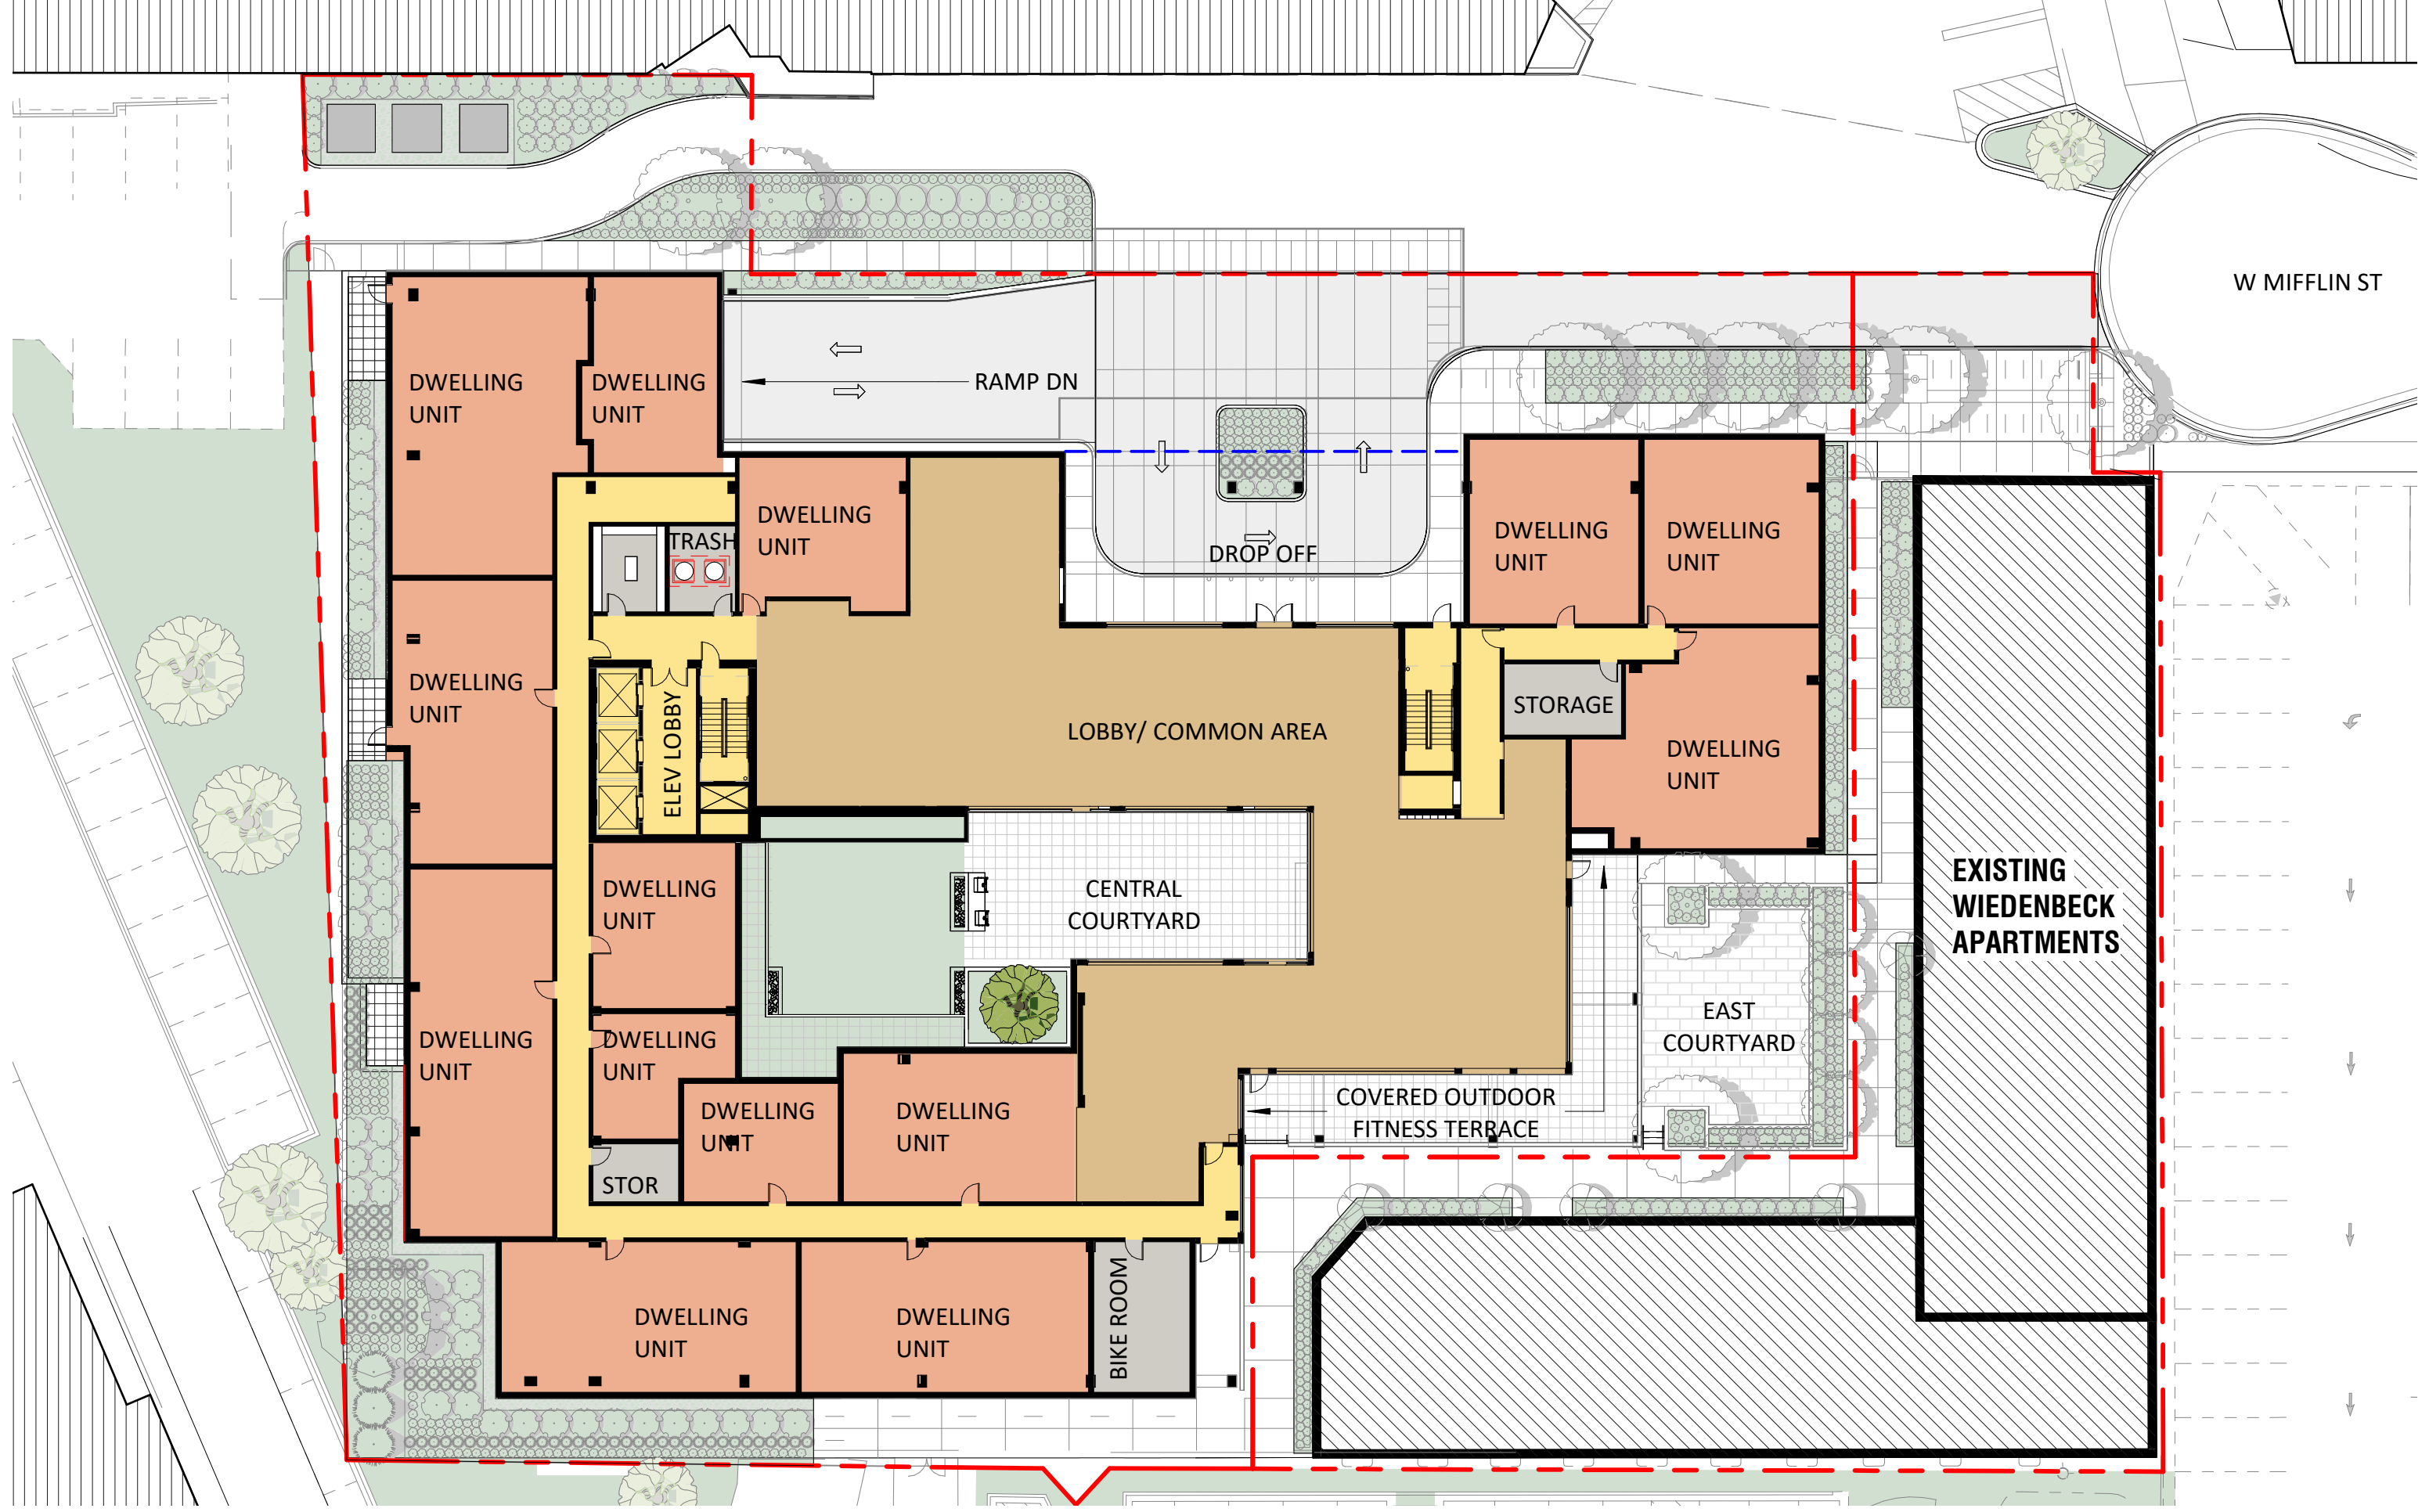 W MIFFLIN ST
DWELLING
UNIT
DWELLING
UNIT
RAMP DN
DWELLING
UNIT
TRASH
DROP OFF
DWELLING
UNIT
DWELLING
UNIT
DWELLING
UNIT
ELEV LOBBY
LOBBY/ COMMON AREA
STORAGE
DWELLING
UNIT
DWELLING
UNIT
CENTRAL
COURTYARD
EXISTING
WIEDENBECK
APARTMENTS
DWELLING
UNIT
DWELLING
UNIT
EAST
COURTYARD
DWELLING
UNIT
DWELLING
UNIT
COVERED OUTDOOR
FITNESS TERRACE
STOR
DWELLING
UNIT
DWELLING
UNIT
BIKE ROOM